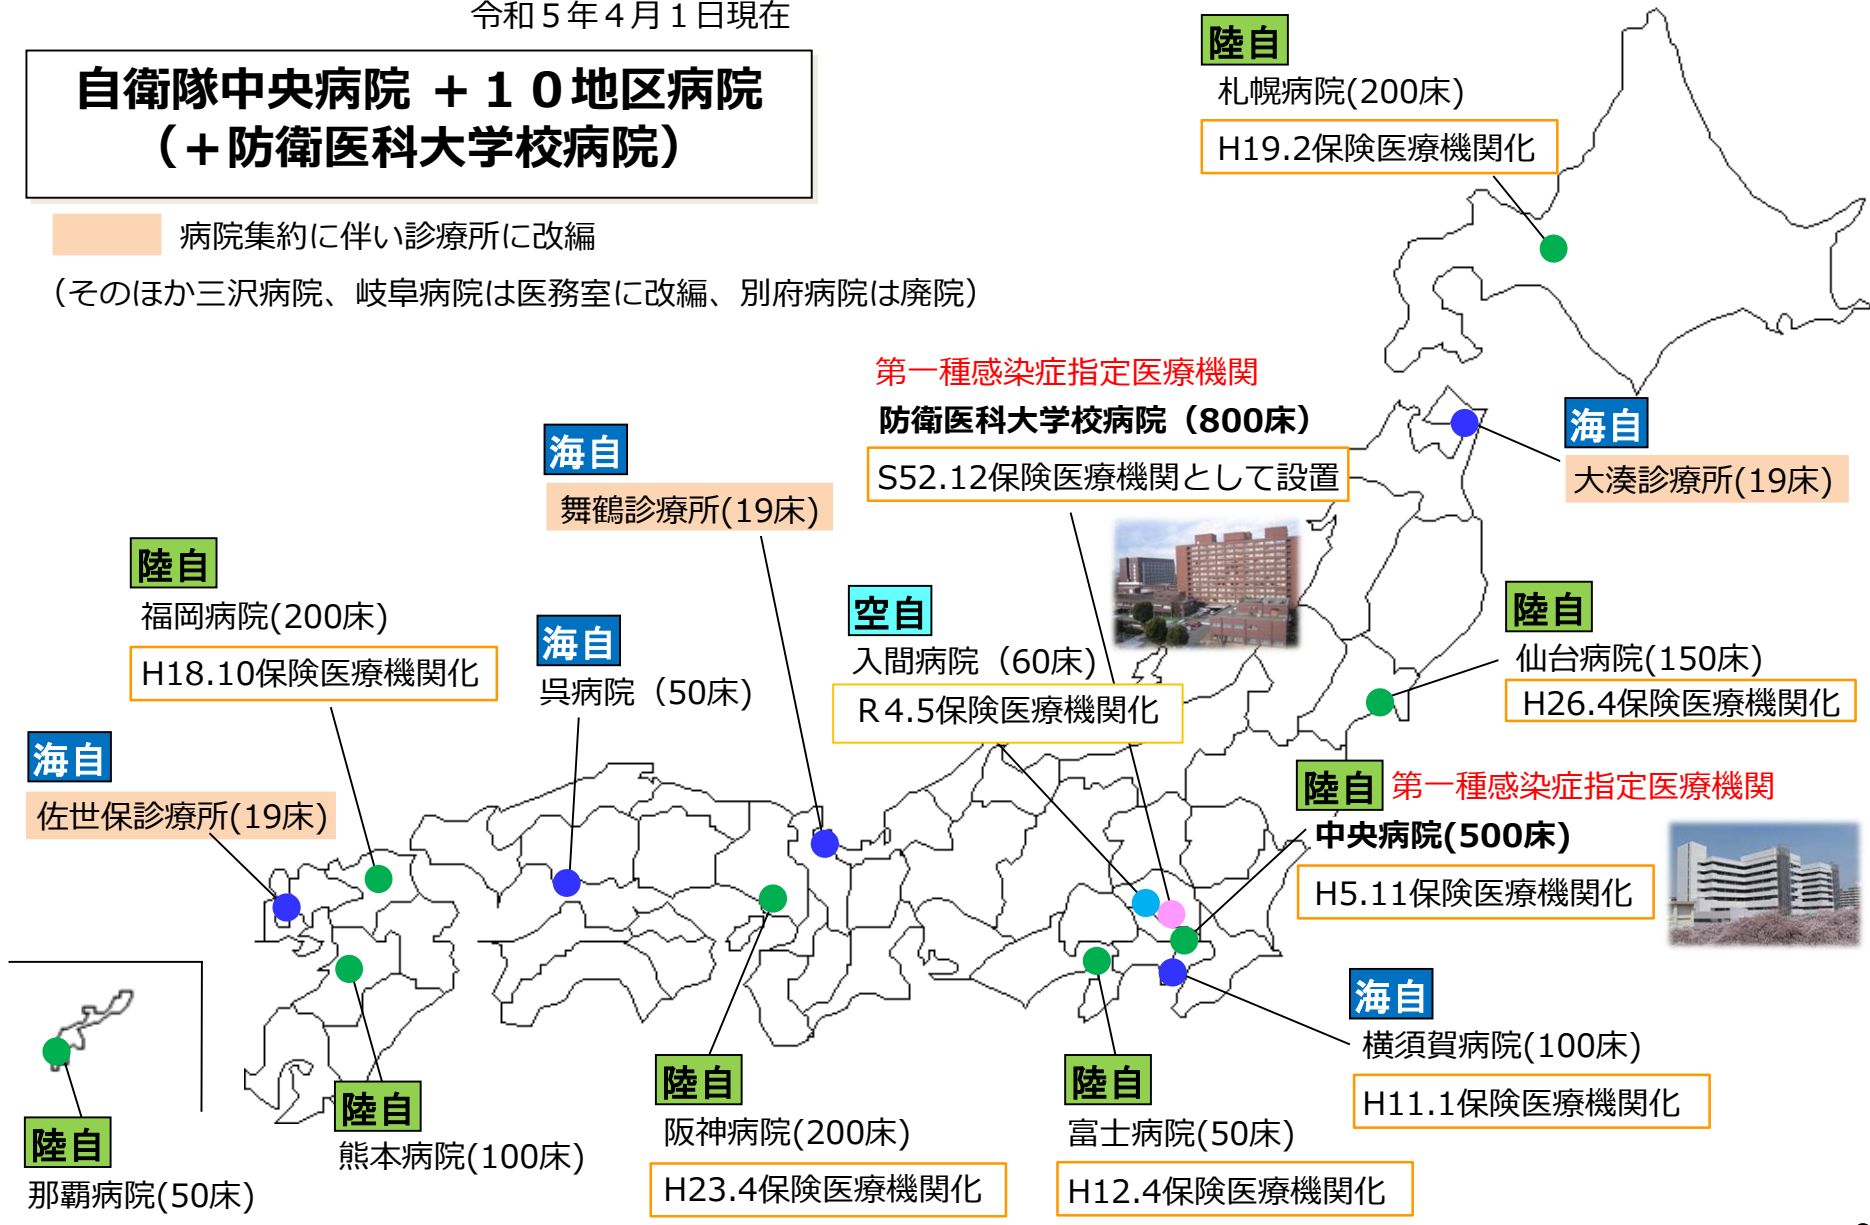 令和５年４月１日現在
自衛隊中央病院 ＋１０地区病院
（＋防衛医科大学校病院）
病院集約に伴い診療所に改編
（そのほか三沢病院、岐阜病院は医務室に改編、別府病院は廃院）
陸自
札幌病院(200床)
H19.2保険医療機関化
第一種感染症指定医療機関
防衛医科大学校病院（800床）
S52.12保険医療機関として設置
海自
大湊診療所(19床)
海自
舞鶴診療所(19床)
陸自
福岡病院(200床)
H18.10保険医療機関化
海自
呉病院（50床）
空自
入間病院（60床）
Ｒ4.5保険医療機関化
陸自
仙台病院(150床)
H26.4保険医療機関化
海自
佐世保診療所(19床)
陸自 第一種感染症指定医療機関
中央病院(500床)
H5.11保険医療機関化
海自
横須賀病院(100床)
H11.1保険医療機関化
陸自
那覇病院(50床)
陸自
熊本病院(100床)
陸自
阪神病院(200床)
H23.4保険医療機関化
陸自
富士病院(50床)
H12.4保険医療機関化